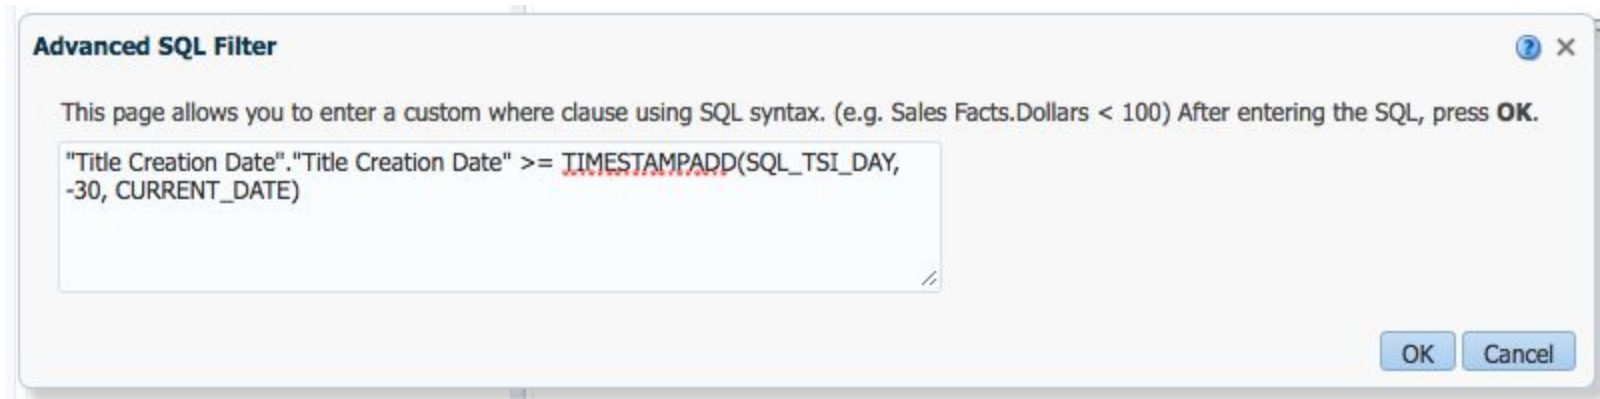 Advanced SQL Filter
This page allows you to enter a custom where clause using SQL syntax. (e.g. Sales Facts.Dollars < 100) After entering the SQL, press OK.
"Title Creation Date"."Title Creation Date" >= TIMESTAMPADD(SQL_TSI_DAY,
-30, CURRENT_DATE)
OK Cancel